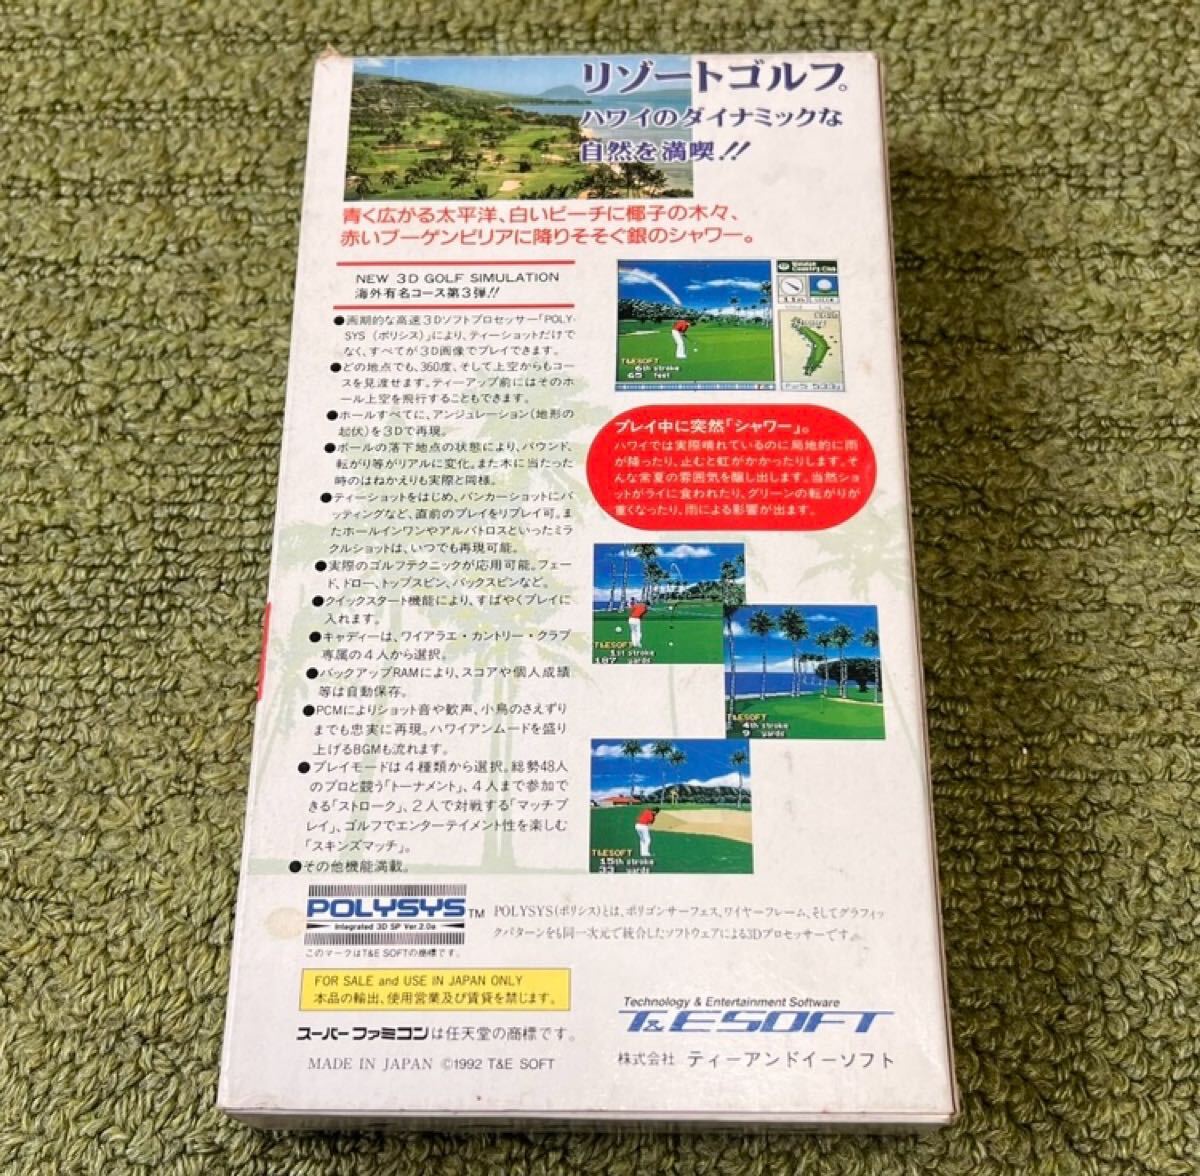 リゾートゴルフ。
ハワイのダイナミックな
自然を満喫!!
青く広がる太平洋、白いビーチに椰子の木々、
赤いブーゲンビリアに降りそそぐ銀のシャワー。
NEW 3D GOLF SIMULATION
海外有名コース第3弾!!
●画期的な高速3Dソフトプロセッサー「POLY-
SYS（ポリシス）」により、ティーショットだけで
なく、すべてが3D画像でプレイできます。
●どの地点でも、360度、そして上空からもコー
スを見渡せます。ティーアップ前にはそのホ
ール上空を飛行することもできます。
●ホールすべてに、アンジュレーション（地形の
起伏）を3Dで再現。
●ボールの落下地点の状態により、バウンド、
転がり等がリアルに変化。また木に当たった
時のはねかえりも実際と同様。
●ティーショットをはじめ、バンカーショットにパ
ッティングなど、直前のプレイをリプレイ可。ま
たホールインワンやアルバトロスといったミラ
クルショットは、いつでも再現可能。
●実際のゴルフテクニックが応用可能。フェー
ド、ドロー、トップスピン、バックスピンなど。
●クイックスタート機能により、すばやくプレイに
入れます。
●キャディーは、ワイアラエ・カントリー・クラブ
専属の4人から選択。
●バックアップRAMにより、スコアや個人成績
等は自動保存。
●PCMによりショット音や歓声、小鳥のさえずり
までも忠実に再現。ハワイアンムードを盛り
上げるBGMも流れます。
●プレイモードは4種類から選択。総勢48人
のプロと競う「トーナメント」、4人まで参加で
きる「ストローク」、2人で対戦する「マッチプ
レイ」、ゴルフでエンターテイメント性を楽しむ
「スキンズマッチ」。
●その他機能満載。
Waialae
Country Club
T&ESOFT
6th stroke
65 feet
プレイ中に突然「シャワー」。
ハワイでは実際晴れているのに局地的に雨
が降ったり、止むと虹がかかったりします。そ
んな常夏の雰囲気を醸し出します。当然ショ
ットがライに食われたり、グリーンの転がりが
重くなったり、雨による影響が出ます。
T&ESOFT
1st stroke
187 yards
T&ESOFT
4th stroke
9 yards
T&ESOFT
15th stroke
33 yards
POLYSYS TM
Integrated 3D SP Ver.2.0a
このマークはT&E SOFTの商標です。
POLYSYS（ポリシス）とは、ポリゴンサーフェス、ワイヤーフレーム、そしてグラフィッ
クパターンをも同一次元で統合したソフトウェアによる3Dプロセッサーです。
FOR SALE and USE IN JAPAN ONLY
本品の輸出、使用営業及び賃貸を禁じます。
スーパーファミコンは任天堂の商標です。
MADE IN JAPAN ©1992 T&E SOFT
Technology & Entertainment Software
T&ESOFT
株式会社 ティーアンドイーソフト